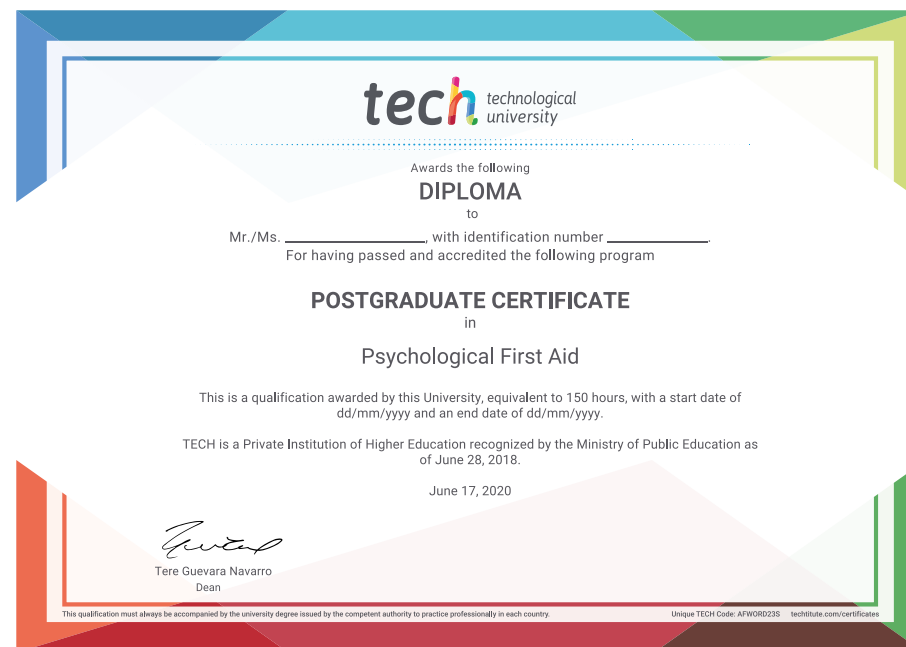 tech technological
university
Awards the following
DIPLOMA
to
Mr./Ms. ____________________, with identification number ______________.
For having passed and accredited the following program
POSTGRADUATE CERTIFICATE
in
Psychological First Aid
This is a qualification awarded by this University, equivalent to 150 hours, with a start date of
dd/mm/yyyy and an end date of dd/mm/yyyy.
TECH is a Private Institution of Higher Education recognized by the Ministry of Public Education as
of June 28, 2018.
June 17, 2020
Tere Guevara Navarro
Dean
This qualification must always be accompanied by the university degree issued by the competent authority to practice professionally in each country. Unique TECH Code: AFWORD23S techtitute.com/certificates